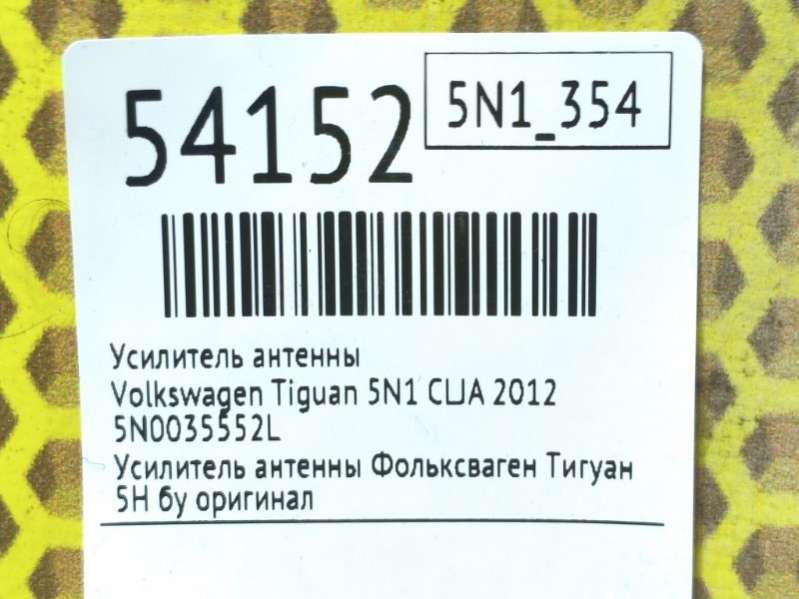 54152
5N1_354
Усилитель антенны
Volkswagen Tiguan 5N1 CLJA 2012
5N0035552L
Усилитель антенны Фольксваген Тигуан
5Н бу оригинал